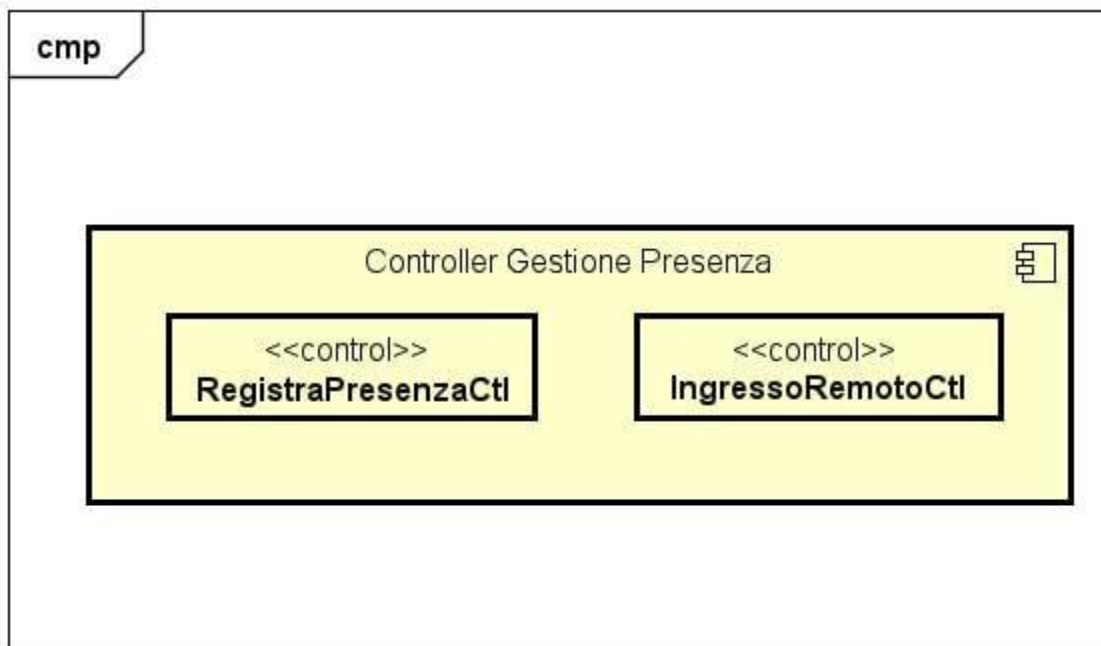 cmp
Controller Gestione Presenza
<<control>>
RegistraPresenzaCtl
<<control>>
IngressoRemotoCtl